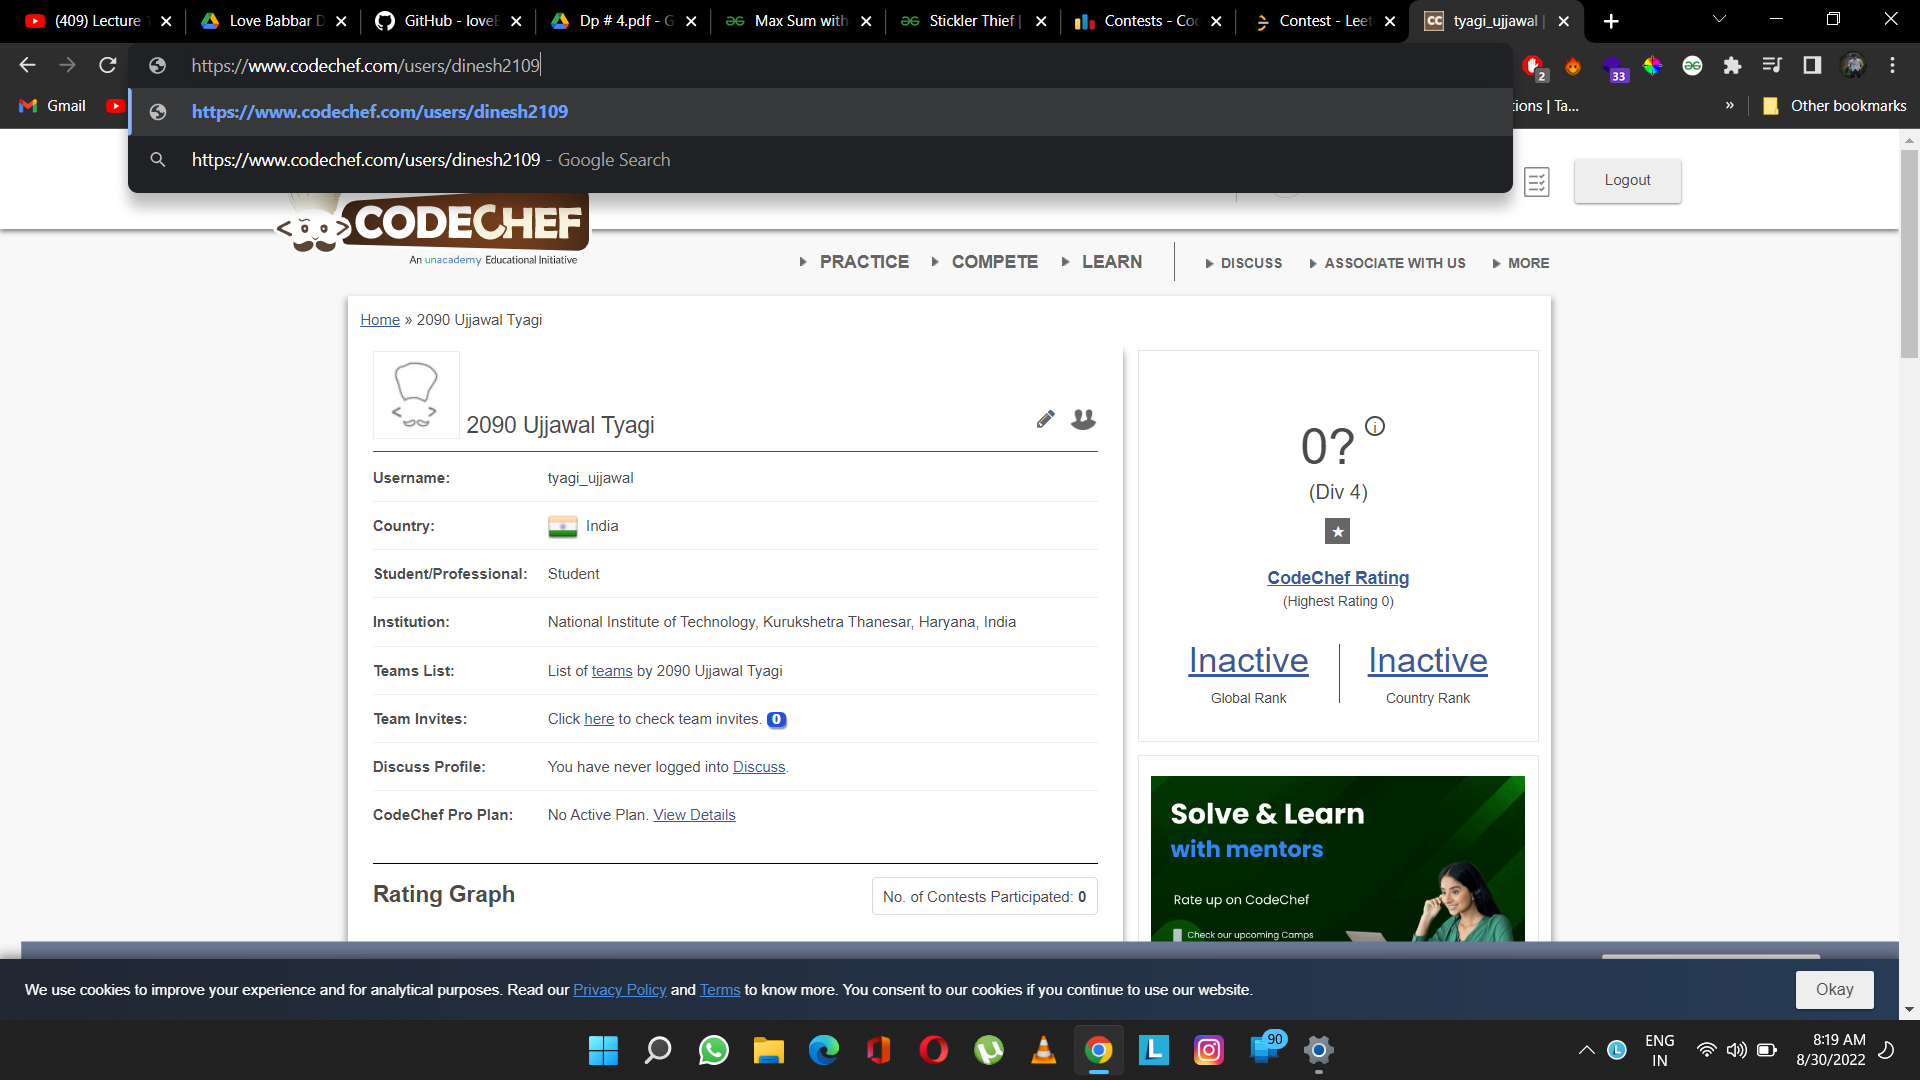 (409) Lecture
Love Babbar D
GitHub - loveB
Dp # 4.pdf - G
Max Sum with
Stickler Thief |
Contests - Co
Contest - Leet
CC tyagi_ujjawal |
https://www.codechef.com/users/dinesh2109
2
33
Gmail
https://www.codechef.com/users/dinesh2109
ions | Ta...
» Other bookmarks
https://www.codechef.com/users/dinesh2109 - Google Search
Logout
CODECHEF
An unacademy Educational Initiative
PRACTICE COMPETE LEARN DISCUSS ASSOCIATE WITH US MORE
Home » 2090 Ujjawal Tyagi
2090 Ujjawal Tyagi
Username: tyagi_ujjawal
Country: India
Student/Professional: Student
Institution: National Institute of Technology, Kurukshetra Thanesar, Haryana, India
Teams List: List of teams by 2090 Ujjawal Tyagi
Team Invites: Click here to check team invites. 0
Discuss Profile: You have never logged into Discuss.
CodeChef Pro Plan: No Active Plan. View Details
Rating Graph
No. of Contests Participated: 0
0?
(Div 4)
CodeChef Rating
(Highest Rating 0)
Inactive Inactive
Global Rank Country Rank
Solve & Learn
with mentors
Rate up on CodeChef
Check our upcoming Camps
We use cookies to improve your experience and for analytical purposes. Read our Privacy Policy and Terms to know more. You consent to our cookies if you continue to use our website.
Okay
90
L
ENG
IN
8:19 AM
8/30/2022